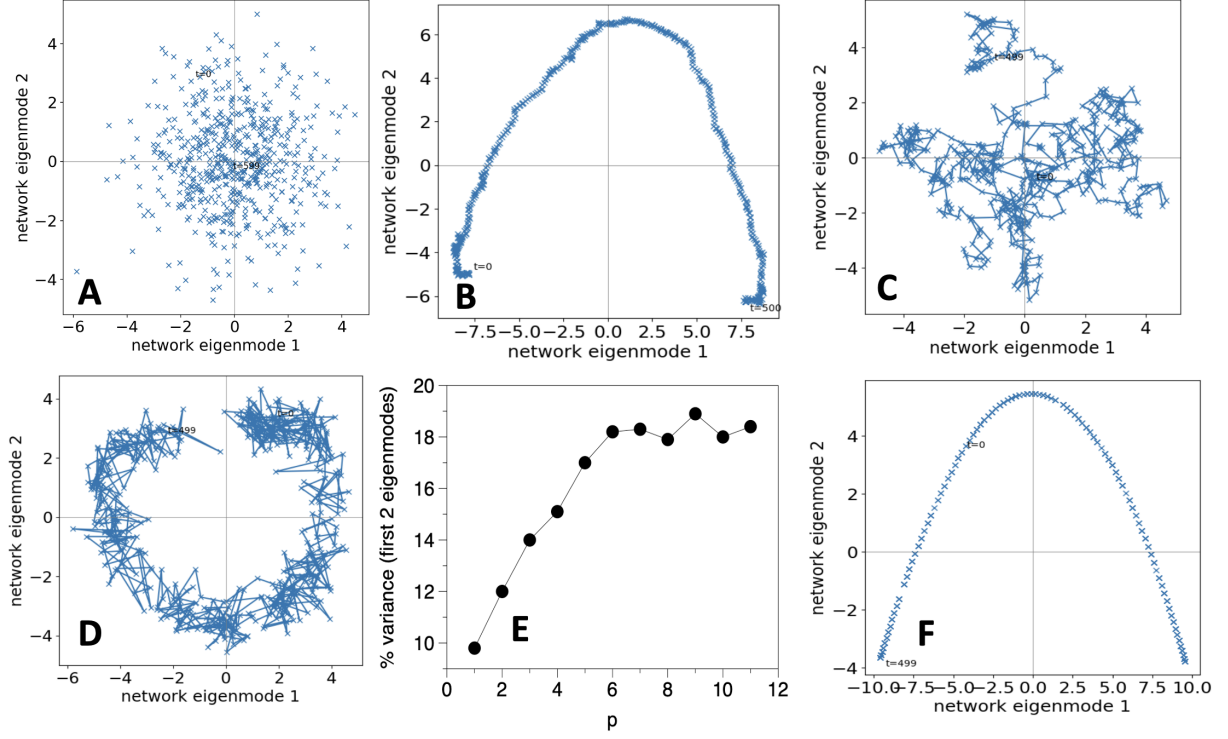 4
2
0
−2
−4
−6
−4
−2
0
2
4
network eigenmode 1
network eigenmode 2
t=0
t=599
A
6
4
2
0
−2
−4
−6
−7.5
−5.0
−2.5
0.0
2.5
5.0
7.5
network eigenmode 1
network eigenmode 2
t=0
t=500
B
4
2
0
−2
−4
−4
−2
0
2
4
network eigenmode 1
network eigenmode 2
t=499
t=0
C
4
2
0
−2
−4
−6
−4
−2
0
2
4
network eigenmode 1
network eigenmode 2
t=0
t=499
D
20
18
16
14
12
10
0
2
4
6
8
10
12
p
% variance (first 2 eigenmodes)
E
4
2
0
−2
−4
−10.0
−7.5
−5.0
−2.5
0.0
2.5
5.0
7.5
10.0
network eigenmode 1
network eigenmode 2
t=0
t=499
F